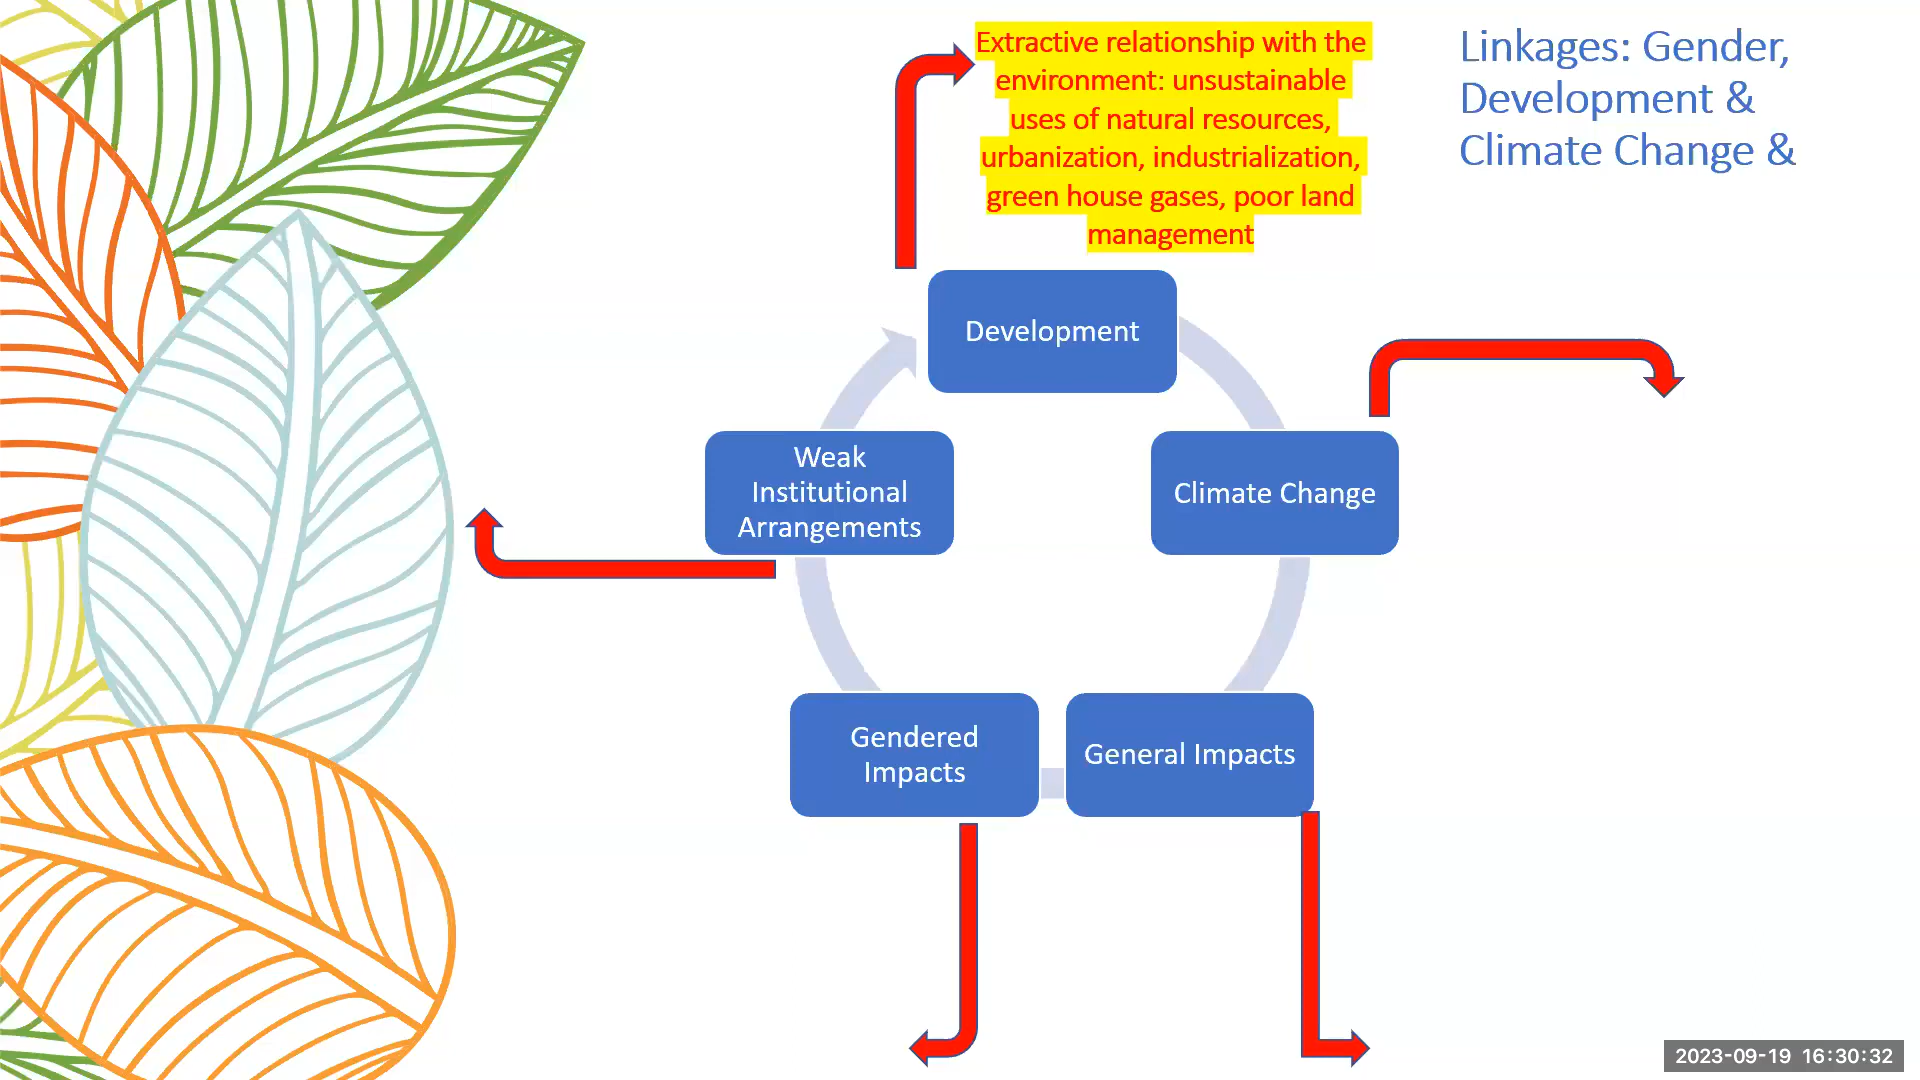 Extractive relationship with the
environment: unsustainable
uses of natural resources,
urbanization, industrialization,
green house gases, poor land
management
Linkages: Gender,
Development &
Climate Change &
Development
Weak
Institutional
Arrangements
Climate Change
Gendered
Impacts
General Impacts
2023-09-19 16:30:32